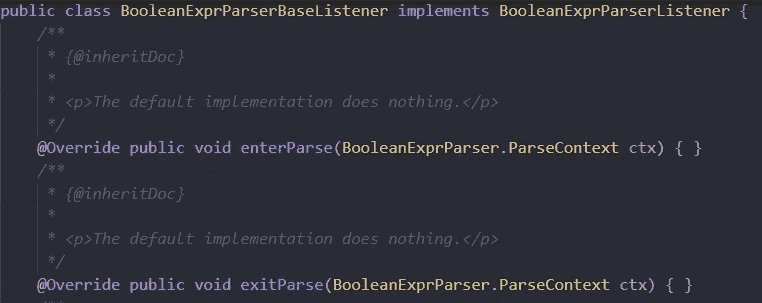 public class BooleanExprParserBaseListener implements BooleanExprParserListener {
/**
* {@inheritDoc}
*
* <p>The default implementation does nothing.</p>
*/
@Override public void enterParse(BooleanExprParser.ParseContext ctx) { }
/**
* {@inheritDoc}
*
* <p>The default implementation does nothing.</p>
*/
@Override public void exitParse(BooleanExprParser.ParseContext ctx) { }